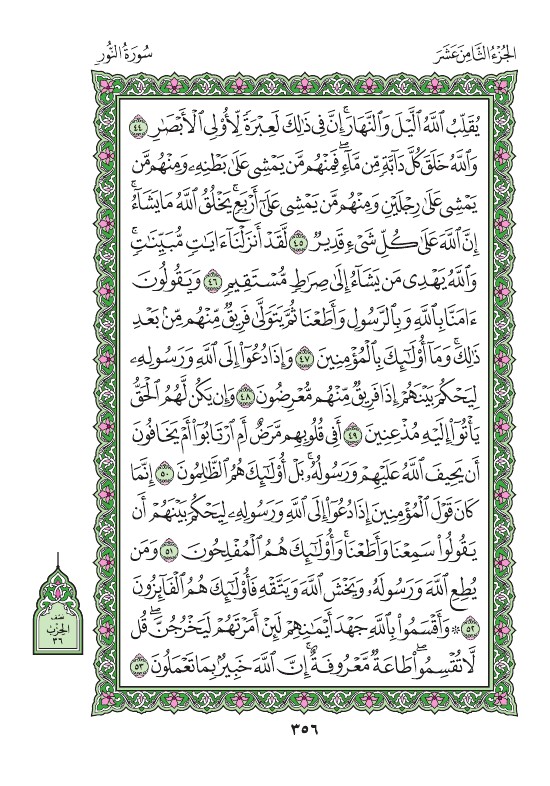 الجزء الثامن عشر
سورة النور
يُقَلِّبُ ٱللَّهُ ٱلَّيۡلَ وَٱلنَّهَارَۚ إِنَّ فِي ذَٰلِكَ لَعِبۡرَةٗ لِّأُوْلِي ٱلۡأَبۡصَٰرِ ٤٤
وَٱللَّهُ خَلَقَ كُلَّ دَآبَّةٖ مِّن مَّآءٖۖ فَمِنۡهُم مَّن يَمۡشِي عَلَىٰ بَطۡنِهِۦ وَمِنۡهُم مَّن
يَمۡشِي عَلَىٰ رِجۡلَيۡنِ وَمِنۡهُم مَّن يَمۡشِي عَلَىٰٓ أَرۡبَعٖۚ يَخۡلُقُ ٱللَّهُ مَا يَشَآءُۚ
إِنَّ ٱللَّهَ عَلَىٰ كُلِّ شَيۡءٖ قَدِيرٞ ٤٥ لَّقَدۡ أَنزَلۡنَآ ءَايَٰتٖ مُّبَيِّنَٰتٖۚ
وَٱللَّهُ يَهۡدِي مَن يَشَآءُ إِلَىٰ صِرَٰطٖ مُّسۡتَقِيمٖ ٤٦ وَيَقُولُونَ
ءَامَنَّا بِٱللَّهِ وَبِٱلرَّسُولِ وَأَطَعۡنَا ثُمَّ يَتَوَلَّىٰ فَرِيقٞ مِّنۡهُم مِّنۢ بَعۡدِ
ذَٰلِكَۚ وَمَآ أُوْلَٰٓئِكَ بِٱلۡمُؤۡمِنِينَ ٤٧ وَإِذَا دُعُوٓاْ إِلَى ٱللَّهِ وَرَسُولِهِۦ
لِيَحۡكُمَ بَيۡنَهُمۡ إِذَا فَرِيقٞ مِّنۡهُم مُّعۡرِضُونَ ٤٨ وَإِن يَكُن لَّهُمُ ٱلۡحَقُّ
يَأۡتُوٓاْ إِلَيۡهِ مُذۡعِنِينَ ٤٩ أَفِي قُلُوبِهِم مَّرَضٌ أَمِ ٱرۡتَابُوٓاْ أَمۡ يَخَافُونَ
أَن يَحِيفَ ٱللَّهُ عَلَيۡهِمۡ وَرَسُولُهُۥۚ بَلۡ أُوْلَٰٓئِكَ هُمُ ٱلظَّٰلِمُونَ ٥٠ إِنَّمَا
كَانَ قَوۡلَ ٱلۡمُؤۡمِنِينَ إِذَا دُعُوٓاْ إِلَى ٱللَّهِ وَرَسُولِهِۦ لِيَحۡكُمَ بَيۡنَهُمۡ أَن
يَقُولُواْ سَمِعۡنَا وَأَطَعۡنَاۚ وَأُوْلَٰٓئِكَ هُمُ ٱلۡمُفۡلِحُونَ ٥١ وَمَن
يُطِعِ ٱللَّهَ وَرَسُولَهُۥ وَيَخۡشَ ٱللَّهَ وَيَتَّقۡهِ فَأُوْلَٰٓئِكَ هُمُ ٱلۡفَآئِزُونَ
٥٢ ۞ وَأَقۡسَمُواْ بِٱللَّهِ جَهۡدَ أَيۡمَٰنِهِمۡ لَئِنۡ أَمَرۡتَهُمۡ لَيَخۡرُجُنَّۖ قُل
لَّا تُقۡسِمُواْۖ طَاعَةٞ مَّعۡرُوفَةٌۚ إِنَّ ٱللَّهَ خَبِيرُۢ بِمَا تَعۡمَلُونَ ٥٣
نصف
الحزب
٣٦
٣٥٦